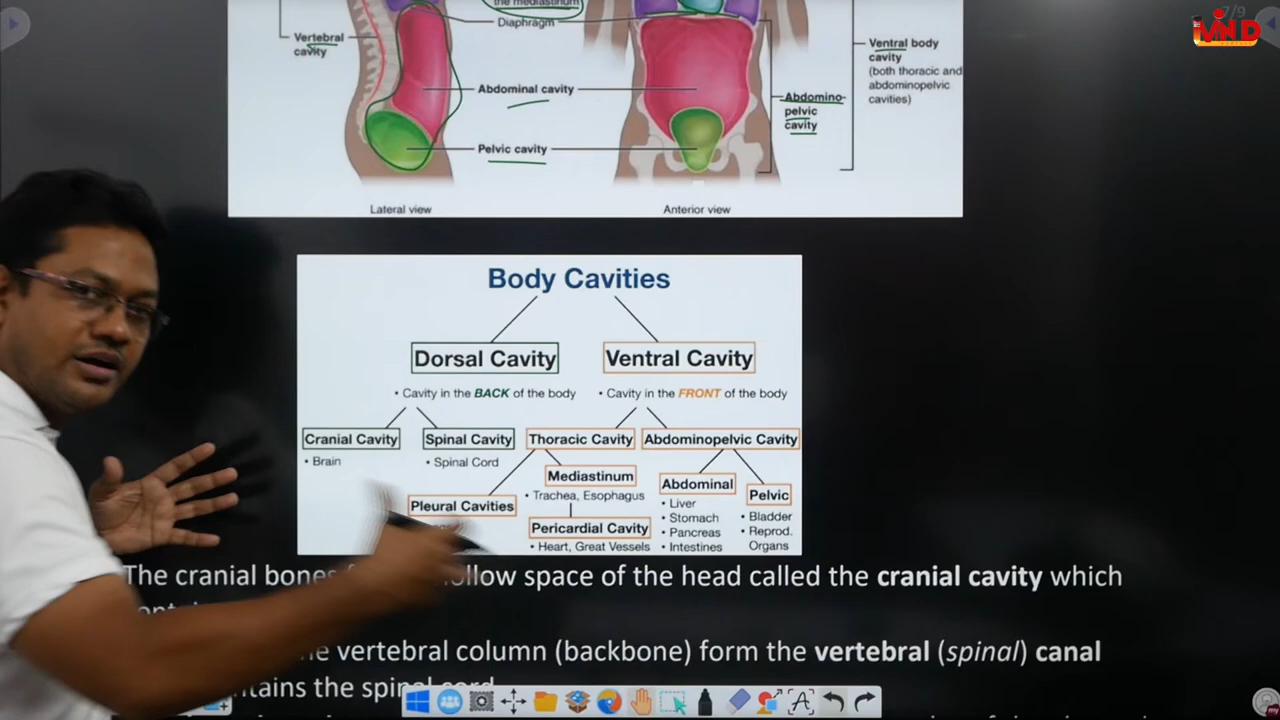 the mediastinum
Diaphragm
Vertebral
cavity
Abdominal cavity
Pelvic cavity
Abdomino-
pelvic
cavity
Ventral body
cavity
(both thoracic and
abdominopelvic
cavities)
Lateral view
Anterior view
7/9
MIND
Body Cavities
Dorsal Cavity
Ventral Cavity
• Cavity in the BACK of the body
• Cavity in the FRONT of the body
Cranial Cavity
Spinal Cavity
Thoracic Cavity
Abdominopelvic Cavity
• Brain
• Spinal Cord
Mediastinum
• Trachea, Esophagus
Pleural Cavities
Pericardial Cavity
• Heart, Great Vessels
Abdominal
• Liver
• Stomach
• Pancreas
• Intestines
Pelvic
• Bladder
• Reprod.
Organs
The cranial bones space of the head called the cranial cavity which
vertebral column (backbone) form the vertebral (spinal) canal
the spinal cord